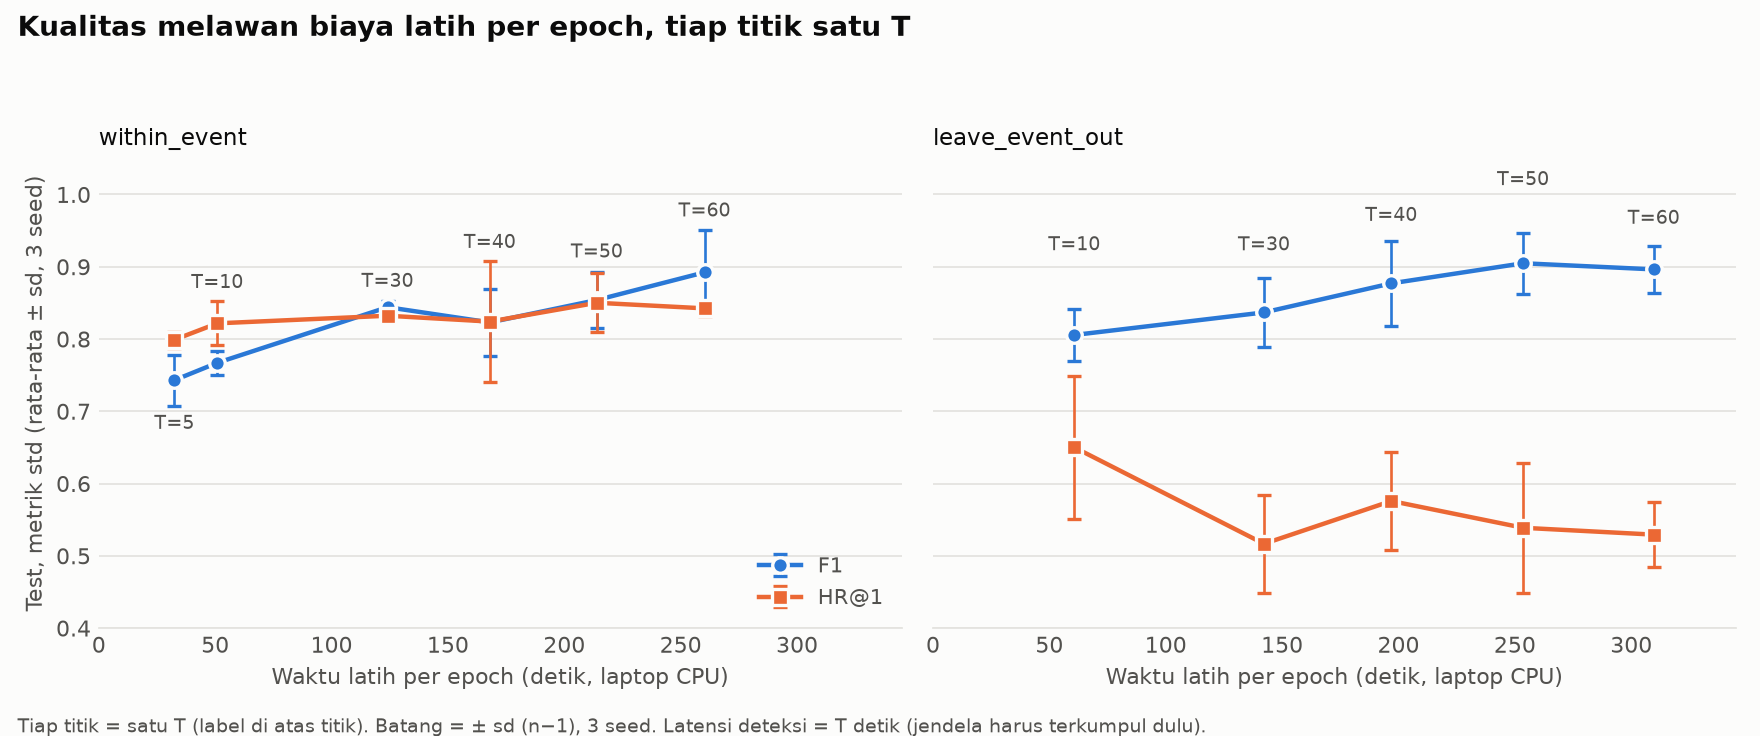 Kualitas melawan biaya latih per epoch, tiap titik satu T
within_event
leave_event_out
Test, metrik std (rata-rata ± sd, 3 seed)
1.0
0.9
0.8
0.7
0.6
0.5
0.4
T=5
T=10
T=30
T=40
T=50
T=60
T=10
T=30
T=40
T=50
T=60
F1
HR@1
0 50 100 150 200 250 300
0 50 100 150 200 250 300
Waktu latih per epoch (detik, laptop CPU)
Waktu latih per epoch (detik, laptop CPU)
Tiap titik = satu T (label di atas titik). Batang = ± sd (n−1), 3 seed. Latensi deteksi = T detik (jendela harus terkumpul dulu).